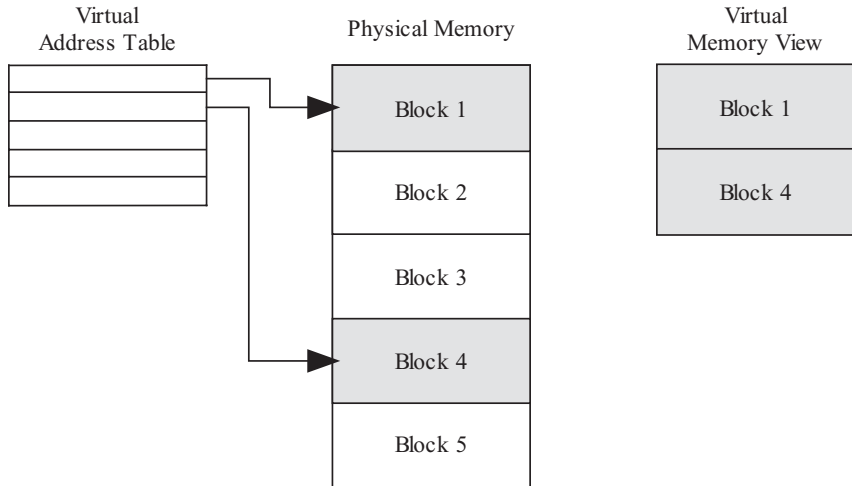 Virtual
Address Table
Physical Memory
Virtual
Memory View
Block 1
Block 2
Block 3
Block 4
Block 5
Block 1
Block 4